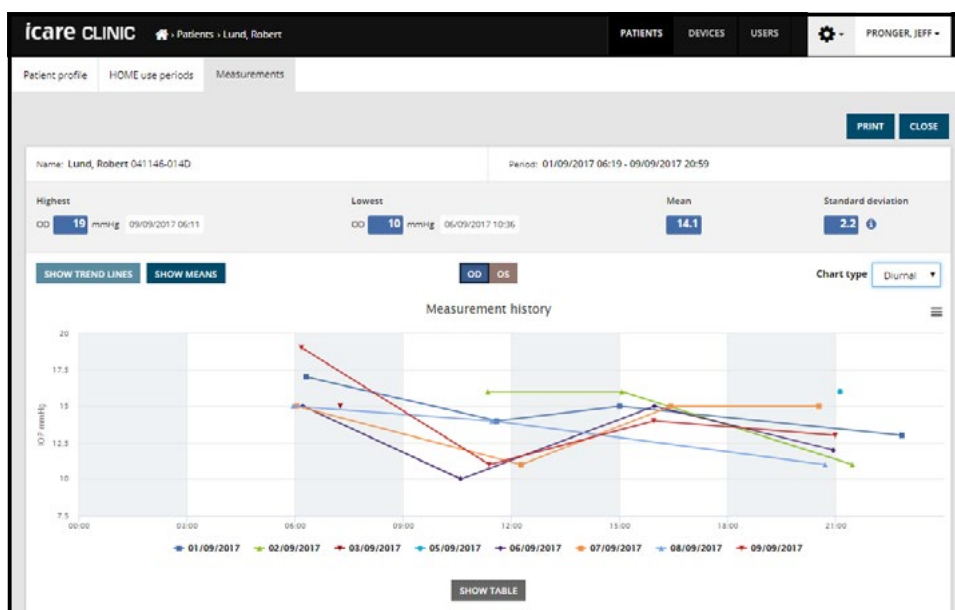 icare CLINIC › Patients › Lund, Robert PATIENTS DEVICES USERS PRONGER, JEFF
Patient profile HOME use periods Measurements
PRINT CLOSE
Name: Lund, Robert 041146-014D Period: 01/09/2017 06:19 - 09/09/2017 20:59
Highest Lowest Mean Standard deviation
OD 19 mmHg 09/09/2017 06:11 OD 10 mmHg 06/09/2017 10:36 14.1 2.2
SHOW TREND LINES SHOW MEANS OD OS Chart type Diurnal
Measurement history
20
17.5
15
12.5
10
7.5
IOP mmHg
00:00 03:00 06:00 09:00 12:00 15:00 18:00 21:00
01/09/2017 02/09/2017 03/09/2017 05/09/2017 06/09/2017 07/09/2017 08/09/2017 09/09/2017
SHOW TABLE